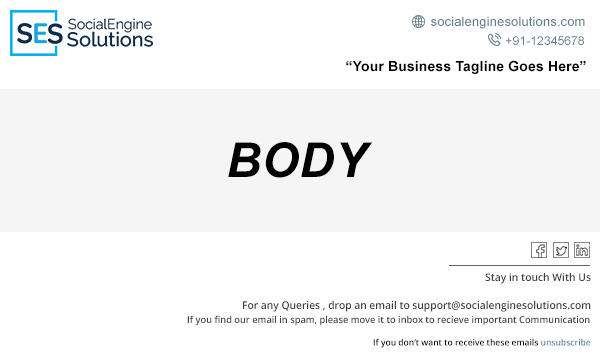 SES SocialEngine
Solutions
socialenginesolutions.com
+91-12345678
“Your Business Tagline Goes Here”
BODY
Stay in touch With Us
For any Queries , drop an email to support@socialenginesolutions.com
If you find our email in spam, please move it to inbox to recieve important Communication
If you don’t want to receive these emails unsubscribe